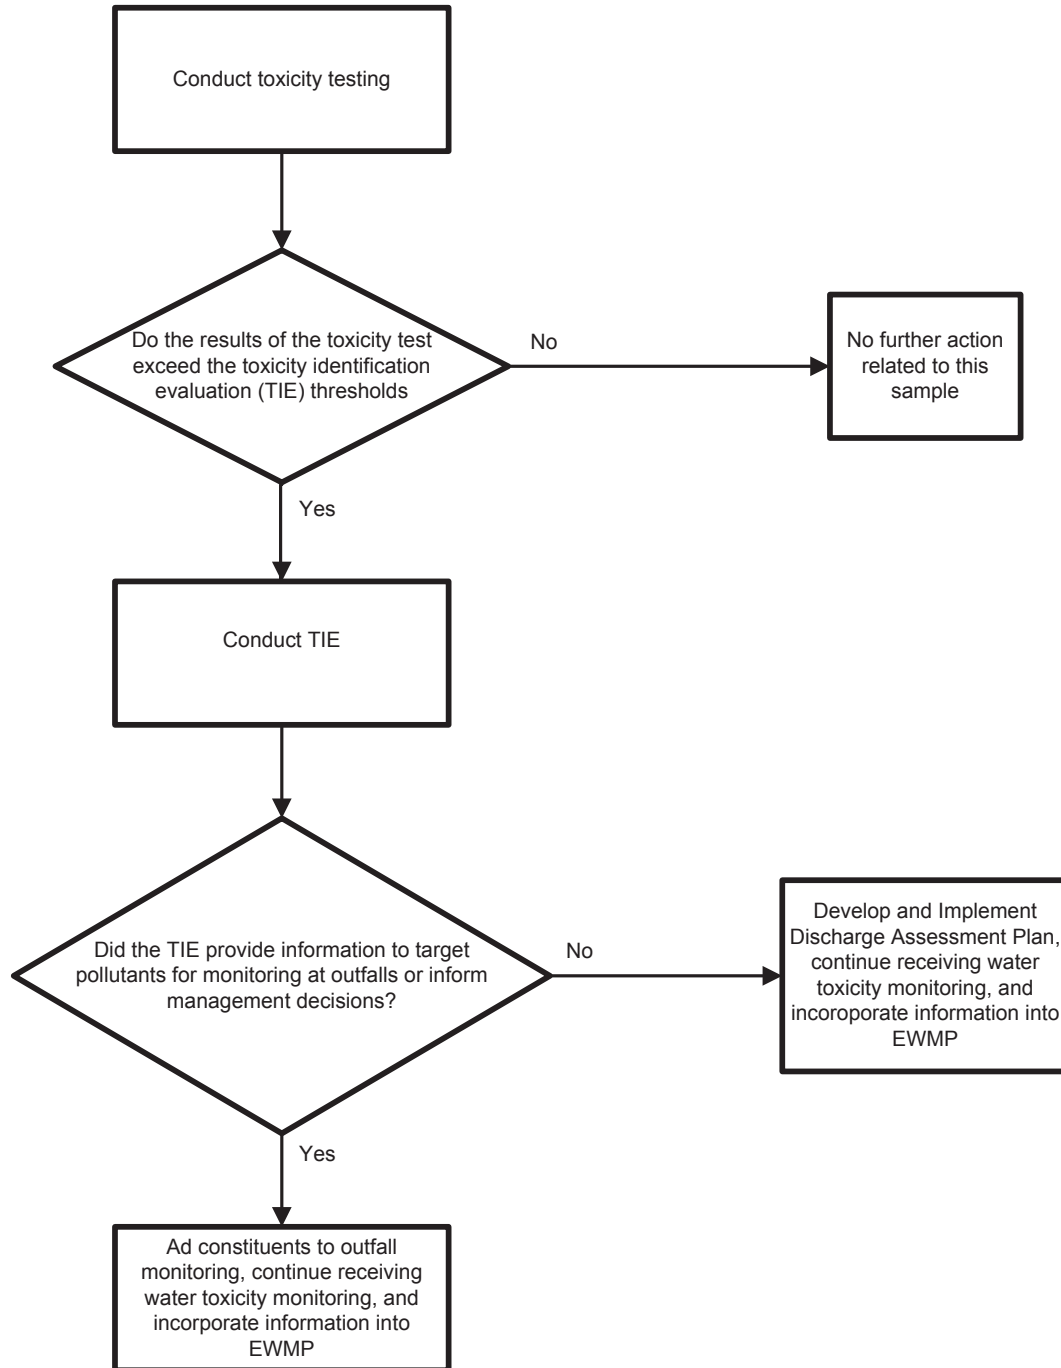 Conduct toxicity testing
Do the results of the toxicity test
exceed the toxicity identification
evaluation (TIE) thresholds
No
No further action
related to this
sample
Yes
Conduct TIE
Did the TIE provide information to target
pollutants for monitoring at outfalls or inform
management decisions?
No
Develop and Implement
Discharge Assessment Plan,
continue receiving water
toxicity monitoring, and
incoroporate information into
EWMP
Yes
Ad constituents to outfall
monitoring, continue receiving
water toxicity monitoring, and
incorporate information into
EWMP